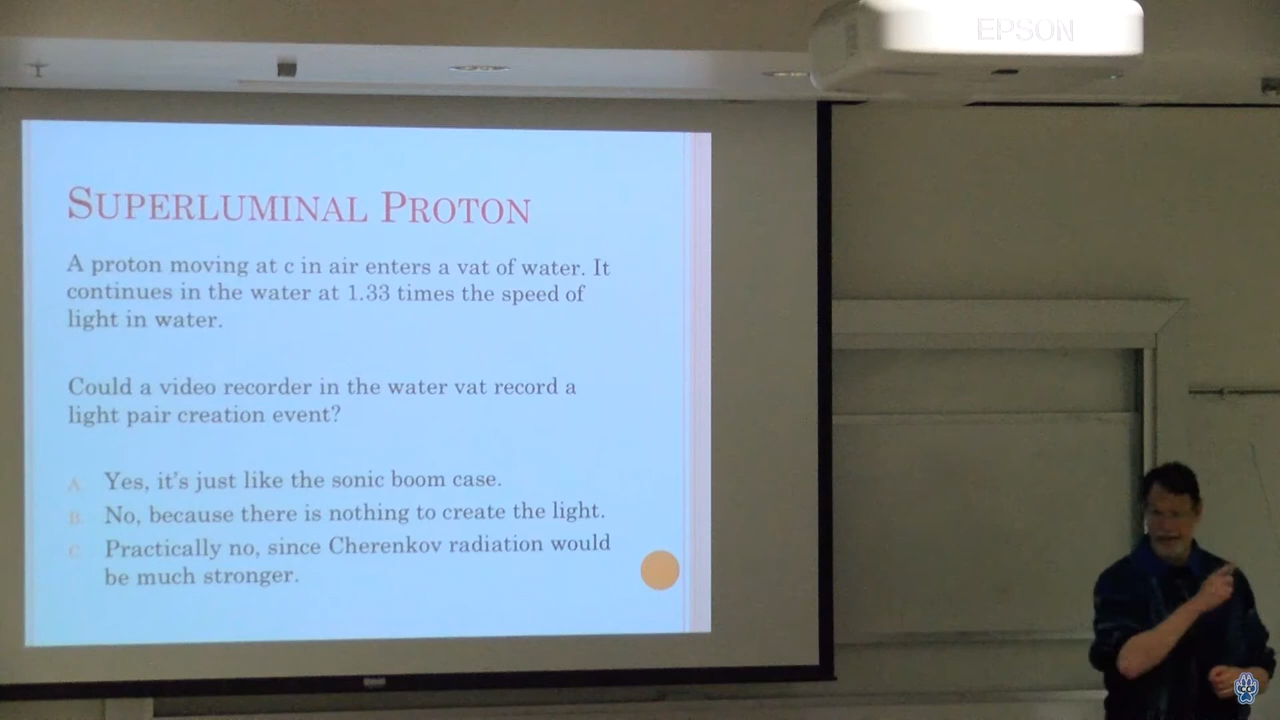 EPSON
SUPERLUMINAL PROTON
A proton moving at c in air enters a vat of water. It
continues in the water at 1.33 times the speed of
light in water.
Could a video recorder in the water vat record a
light pair creation event?
A. Yes, it's just like the sonic boom case.
B. No, because there is nothing to create the light.
C. Practically no, since Cherenkov radiation would
be much stronger.